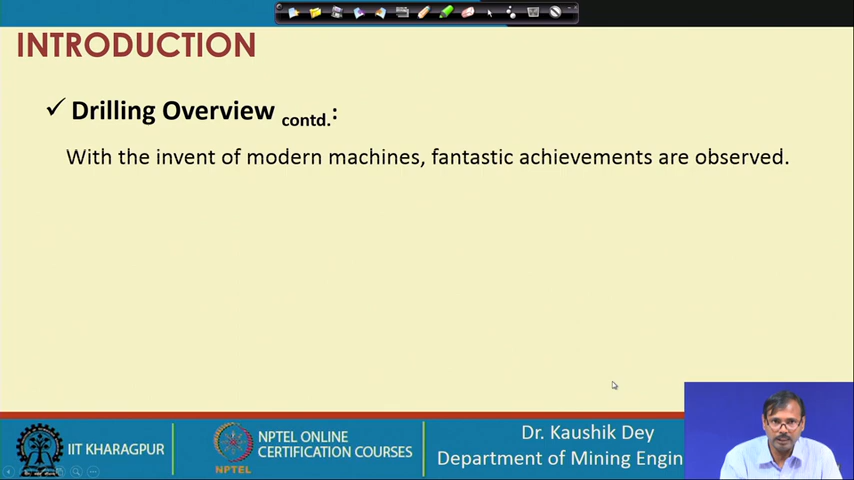 INTRODUCTION
✓ Drilling Overview contd.:
With the invent of modern machines, fantastic achievements are observed.
IIT KHARAGPUR
NPTEL
NPTEL ONLINE
CERTIFICATION COURSES
Dr. Kaushik Dey
Department of Mining Engin